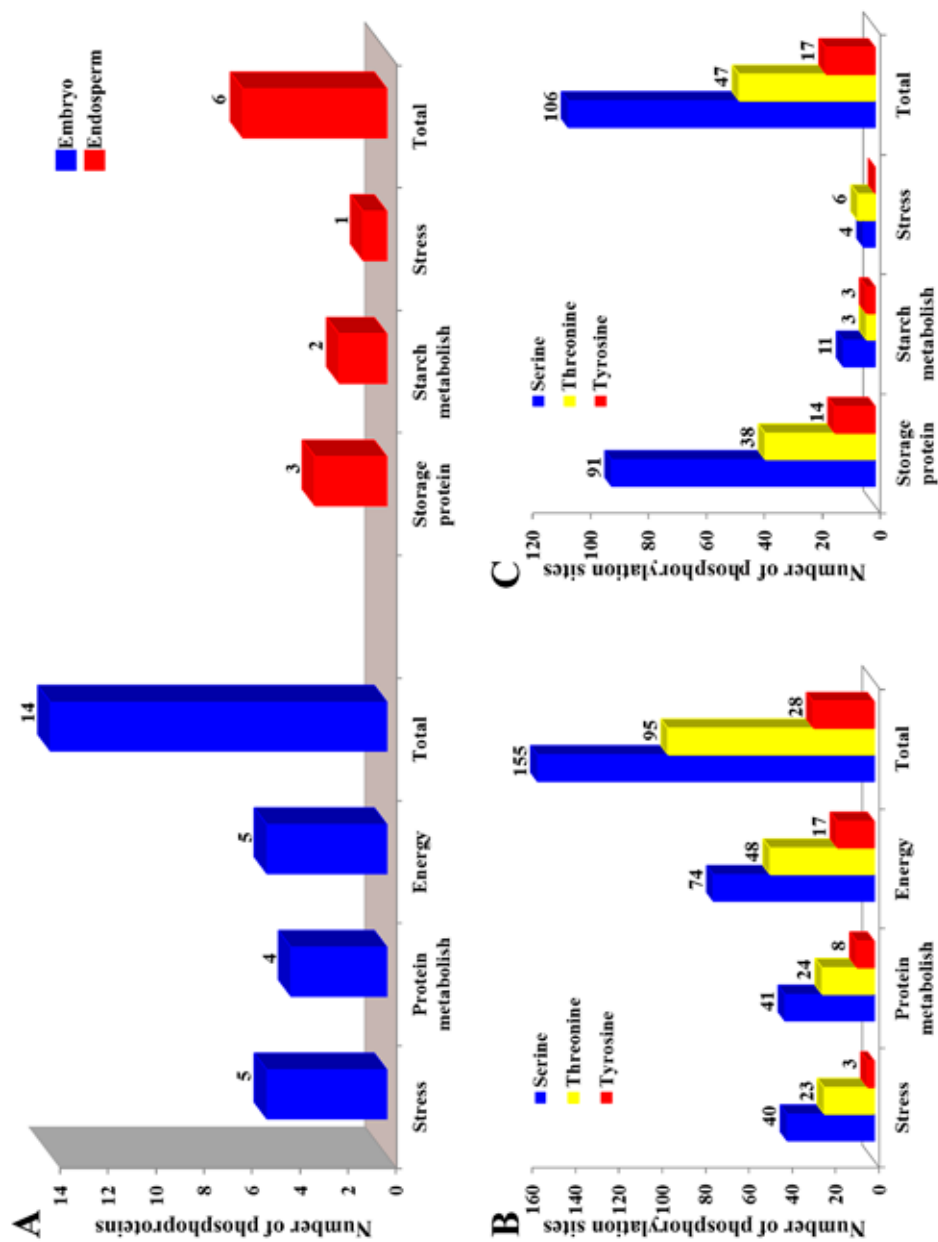 A
Number of phosphoproteins
14
12
10
8
6
4
2
0
Embryo
Endosperm
5
4
5
14
3
2
1
6
Stress
Protein
metabolish
Energy
Total
Storage
protein
Starch
metabolish
Stress
Total
B
Number of phosphorylation sites
160
140
120
100
80
60
40
20
0
Serine
Threonine
Tyrosine
40
23
3
41
24
8
74
48
17
155
95
28
Stress
Protein
metabolish
Energy
Total
C
Number of phosphorylation sites
120
100
80
60
40
20
0
Serine
Threonine
Tyrosine
91
38
14
11
3
3
4
6
106
47
17
Storage
protein
Starch
metabolish
Stress
Total